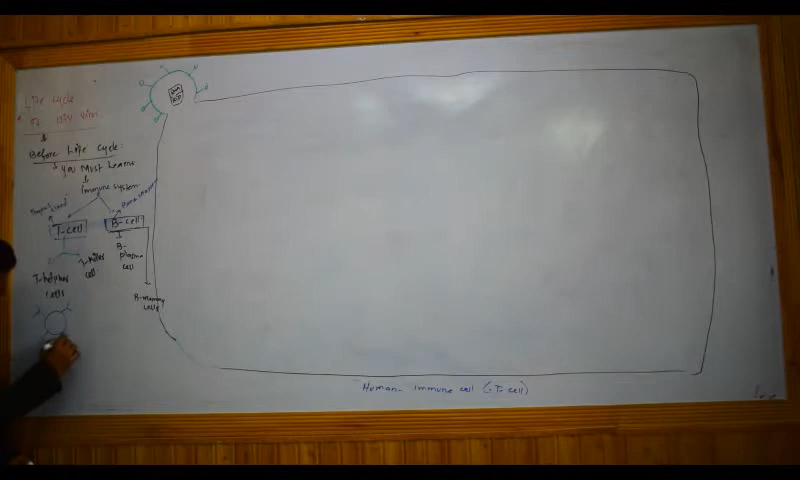 Life cycle
of HIV virus
Before Life cycle:
you Must Learns
immune system
T-cell
B-cell
T-helper
cells
T-killer
cell
B-
plasma
cell
B-memory
cells
Human immune cell (T-cell)